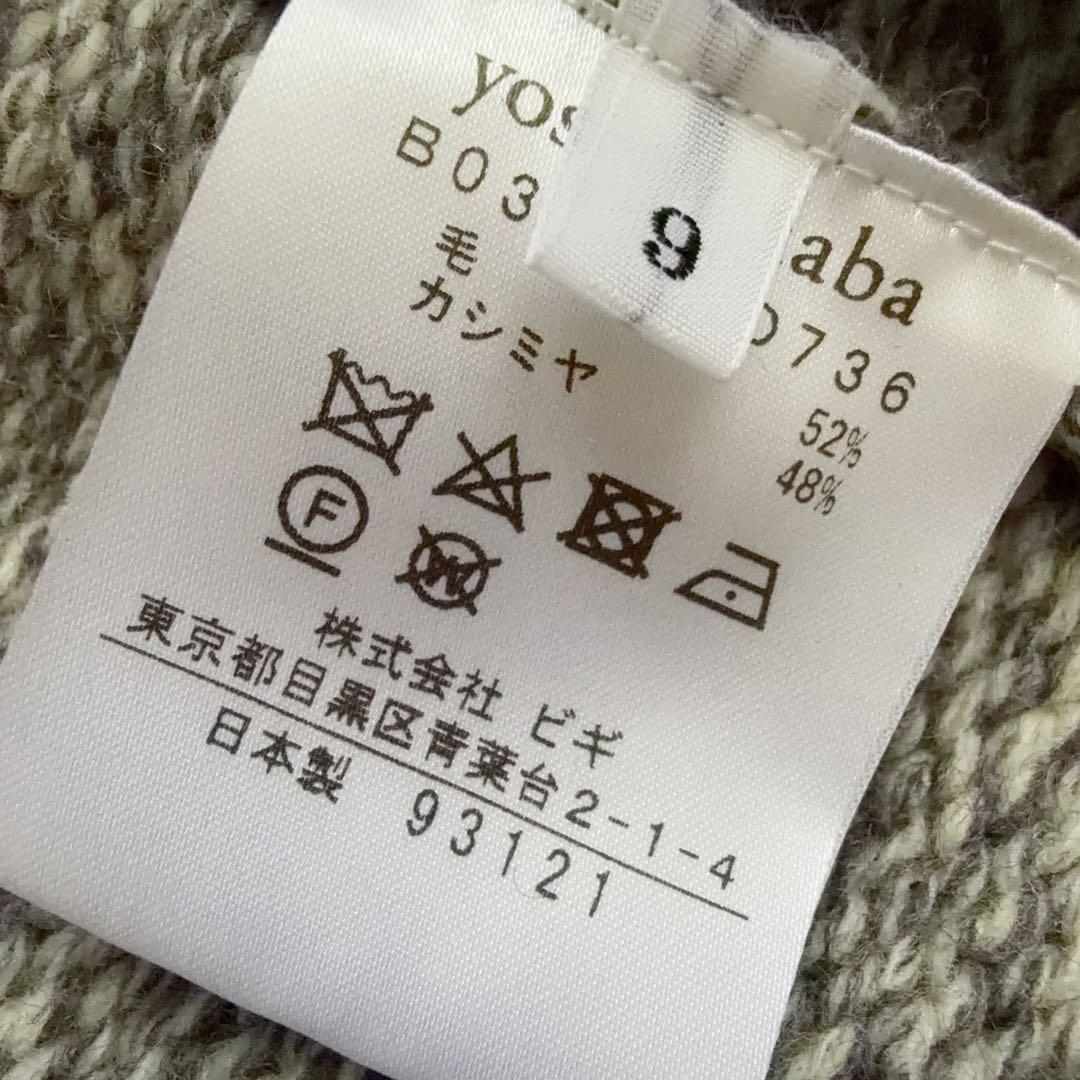 yos aba
B03 0736
9
毛 52%
カシミヤ 48%
F
W
株式会社 ビギ
東京都目黒区青葉台2-1-4
日本製 93121